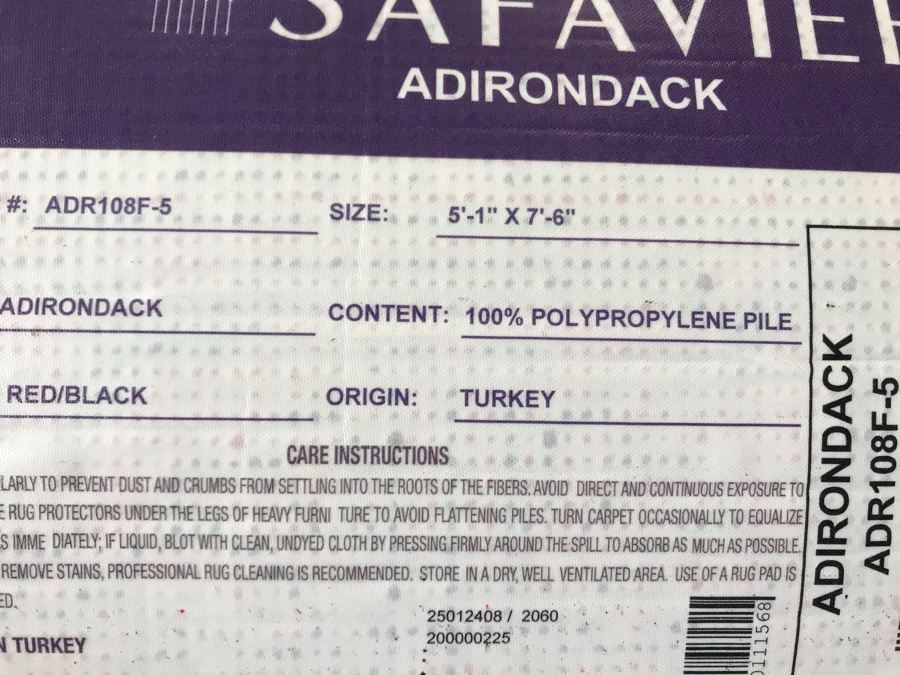 SAFAVIE
ADIRONDACK
#: ADR108F-5 SIZE: 5'-1" X 7'-6"
ADIRONDACK CONTENT: 100% POLYPROPYLENE PILE
RED/BLACK ORIGIN: TURKEY
CARE INSTRUCTIONS
LARLY TO PREVENT DUST AND CRUMBS FROM SETTLING INTO THE ROOTS OF THE FIBERS. AVOID DIRECT AND CONTINUOUS EXPOSURE TO
E RUG PROTECTORS UNDER THE LEGS OF HEAVY FURNI TURE TO AVOID FLATTENING PILES. TURN CARPET OCCASIONALLY TO EQUALIZE
S IMME DIATELY; IF LIQUID, BLOT WITH CLEAN, UNDYED CLOTH BY PRESSING FIRMLY AROUND THE SPILL TO ABSORB AS MUCH AS POSSIBLE.
REMOVE STAINS, PROFESSIONAL RUG CLEANING IS RECOMMENDED. STORE IN A DRY, WELL VENTILATED AREA. USE OF A RUG PAD IS
ED.
25012408 / 2060
200000225
N TURKEY
111568
ADIRONDACK
ADR108F-5